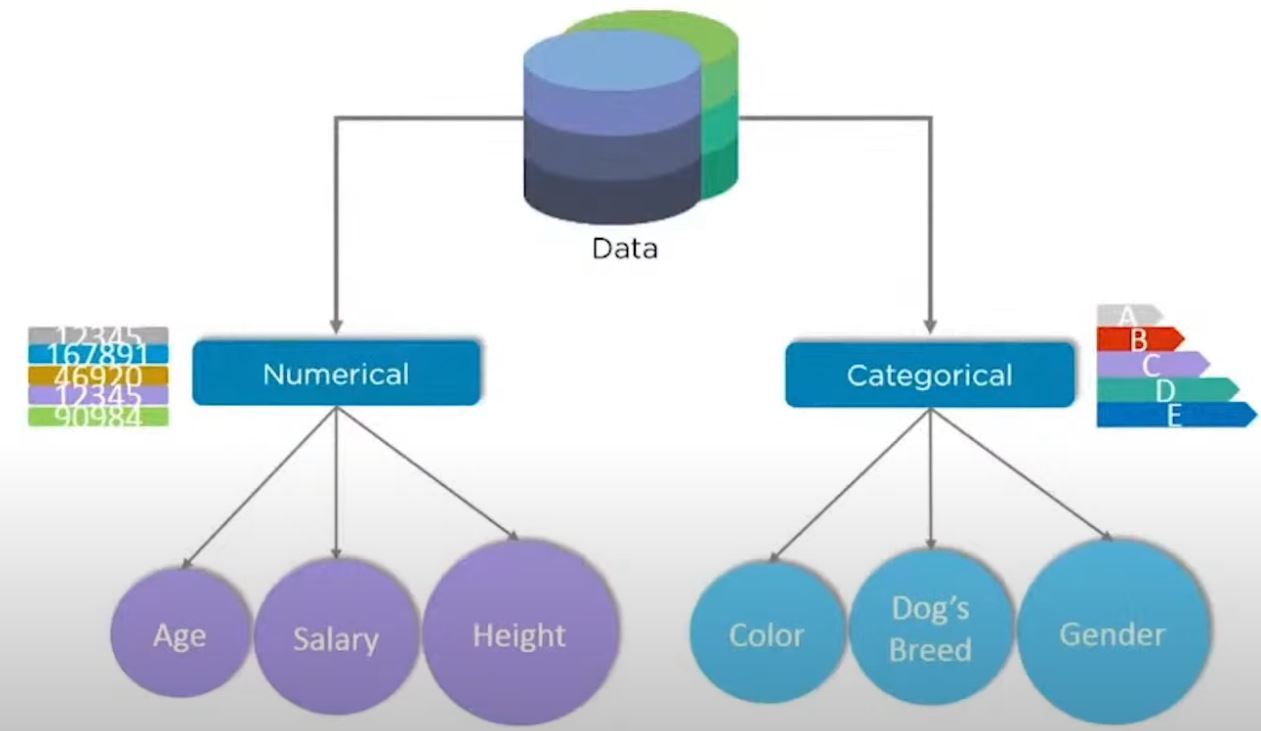 Data
12345
167891
46920
12345
90984
Numerical
Categorical
A
B
C
D
E
Age
Salary
Height
Color
Dog's
Breed
Gender